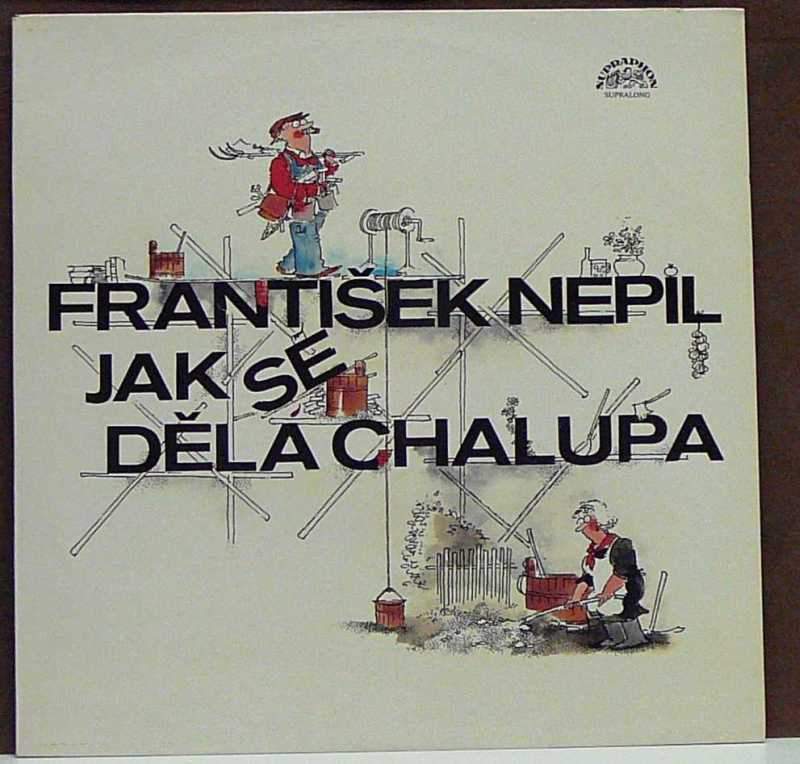 SUPRAPHON
SUPRALONG
FRANTIŠEK NEPIL
JAK SE
DĚLÁ CHALUPA